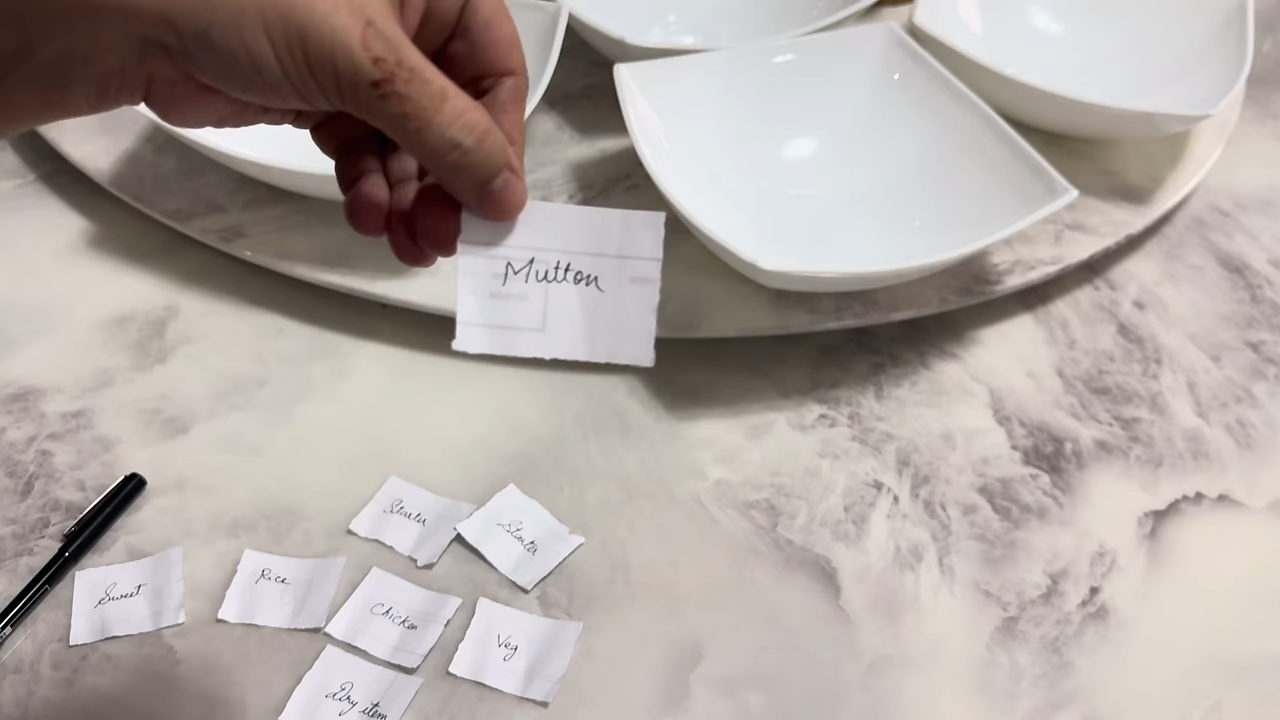 Mutton
Starter
Starter
Sweet
Rice
Chicken
Veg
Dry item